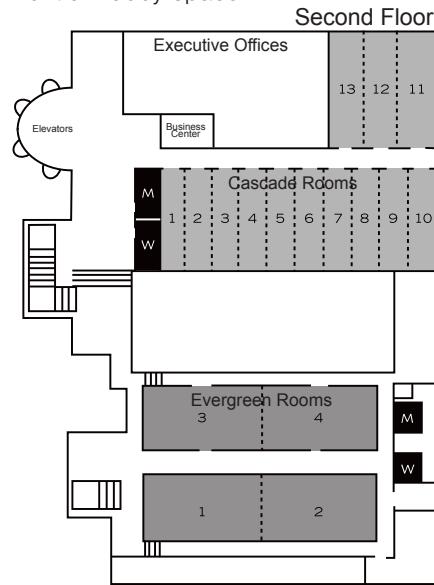 Second Floor
Executive Offices
13 12 11
Elevators
Business
Center
Cascade Rooms
M
1 2 3 4 5 6 7 8 9 10
W
Evergreen Rooms
3 4
M
W
1 2